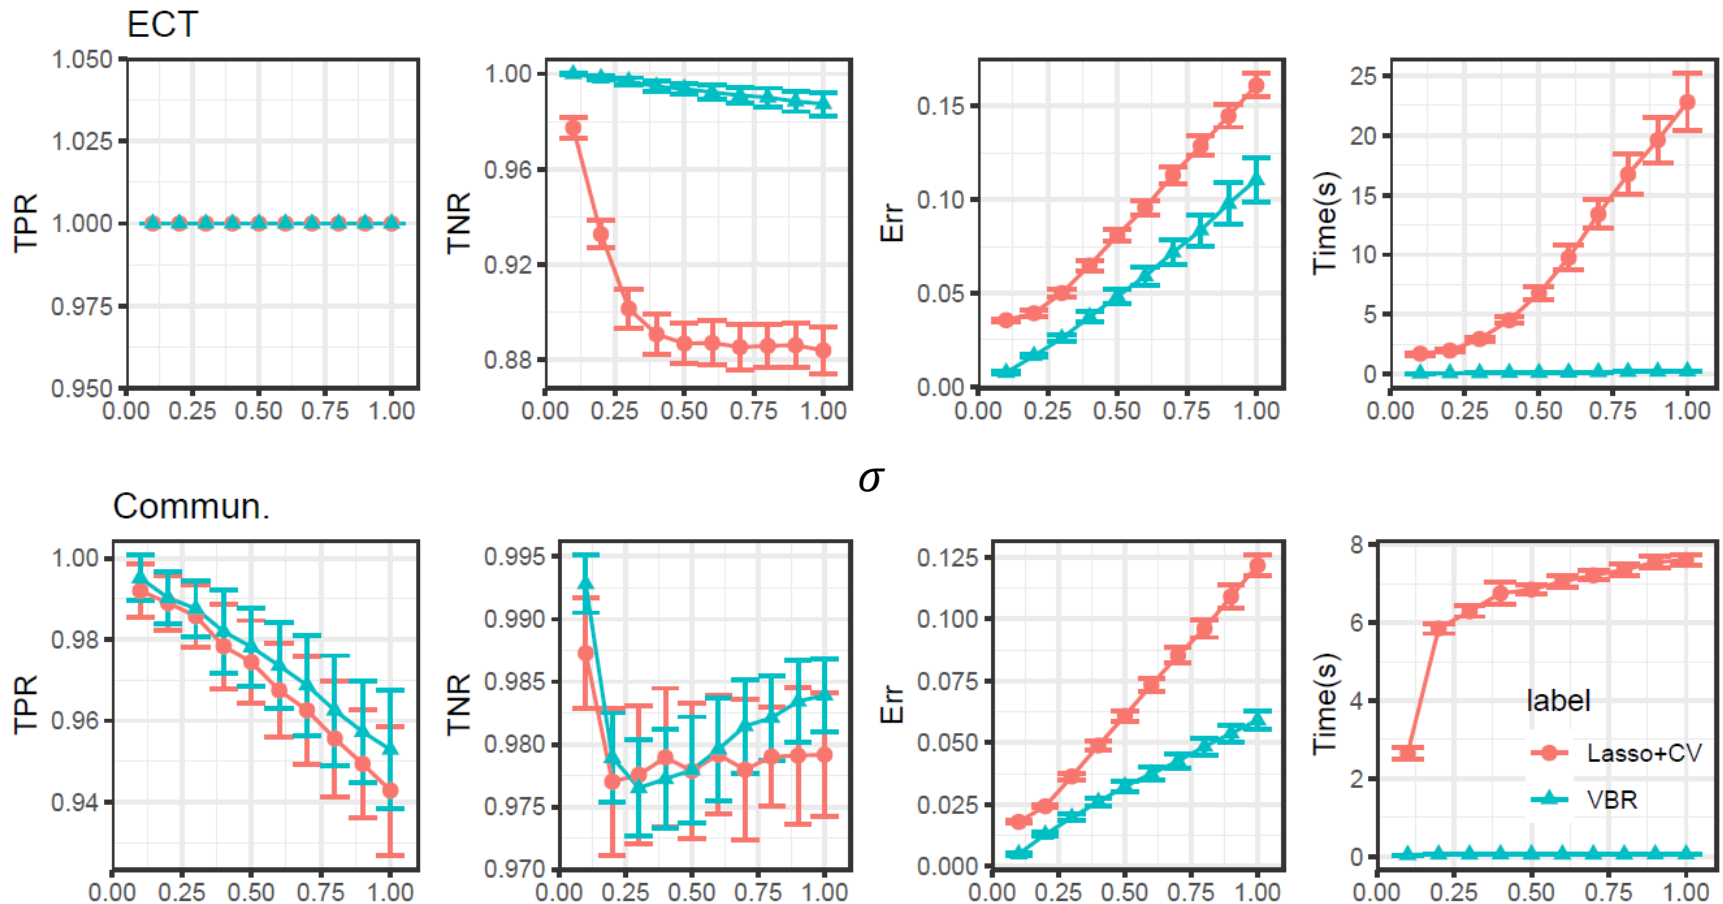 ECT
TPR
1.050
1.025
1.000
0.975
0.950
0.00 0.25 0.50 0.75 1.00
TNR
1.00
0.96
0.92
0.88
0.00 0.25 0.50 0.75 1.00
Err
0.15
0.10
0.05
0.00
0.00 0.25 0.50 0.75 1.00
Time(s)
25
20
15
10
5
0
0.00 0.25 0.50 0.75 1.00
σ
Commun.
TPR
1.00
0.98
0.96
0.94
0.00 0.25 0.50 0.75 1.00
TNR
0.995
0.990
0.985
0.980
0.975
0.970
0.00 0.25 0.50 0.75 1.00
Err
0.125
0.100
0.075
0.050
0.025
0.000
0.00 0.25 0.50 0.75 1.00
Time(s)
8
6
4
2
0
0.00 0.25 0.50 0.75 1.00
label
Lasso+CV
VBR